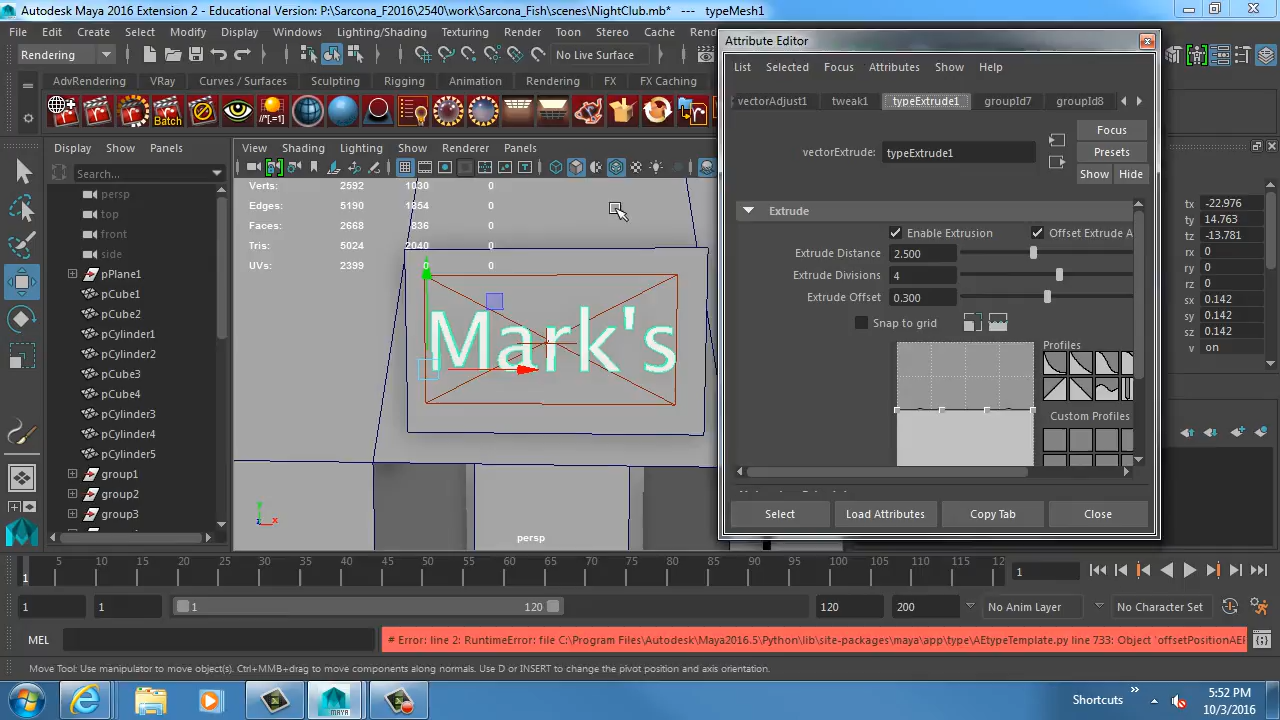 Autodesk Maya 2016 Extension 2 - Educational Version: P:\Sarcona_F2016\2540\work\Sarcona_Fish\scenes\NightClub.mb* --- typeMesh1
File Edit Create Select Modify Display Windows Lighting/Shading Texturing Render Toon Stereo Cache
Rendering No Live Surface
AdvRendering VRay Curves / Surfaces Sculpting Rigging Animation Rendering FX FX Caching
Batch
Display Show Panels
View Shading Lighting Show Renderer Panels
Search...
Verts: 2592 1030 0
Edges: 5190 1854 0
Faces: 2668 836 0
Tris: 5024 2040 0
UVs: 2399 0 0
persp
top
front
side
pPlane1
pCube1
pCube2
pCylinder1
pCylinder2
pCube3
pCube4
pCylinder3
pCylinder4
pCylinder5
group1
group2
group3
Mark's
persp
Attribute Editor
List Selected Focus Attributes Show Help
vectorAdjust1 tweak1 typeExtrude1 groupId7 groupId8
vectorExtrude: typeExtrude1
Focus
Presets
Show Hide
Extrude
Enable Extrusion Offset Extrude A
Extrude Distance 2.500
Extrude Divisions 4
Extrude Offset 0.300
Snap to grid
Profiles
Custom Profiles
Select Load Attributes Copy Tab Close
tx -22.976
ty 14.763
tz -13.781
rx 0
ry 0
rz 0
sx 0.142
sy 0.142
sz 0.142
v on
5 10 15 20 25 30 35 40 45 50 55 60 65 70 75 80 85 90 95 100 105 110 115 12
1 1
1 1 1 120 120 200 No Anim Layer No Character Set
MEL # Error: line 2: RuntimeError: file C:\Program Files\Autodesk\Maya2016.5\Python\lib\site-packages\maya\app\type\AEtypeTemplate.py line 733: Object 'offsetPositionAEF
Move Tool: Use manipulator to move object(s). Ctrl+MMB+drag to move components along normals. Use D or INSERT to change the pivot position and axis orientation.
MAYA
Shortcuts
5:52 PM
10/3/2016